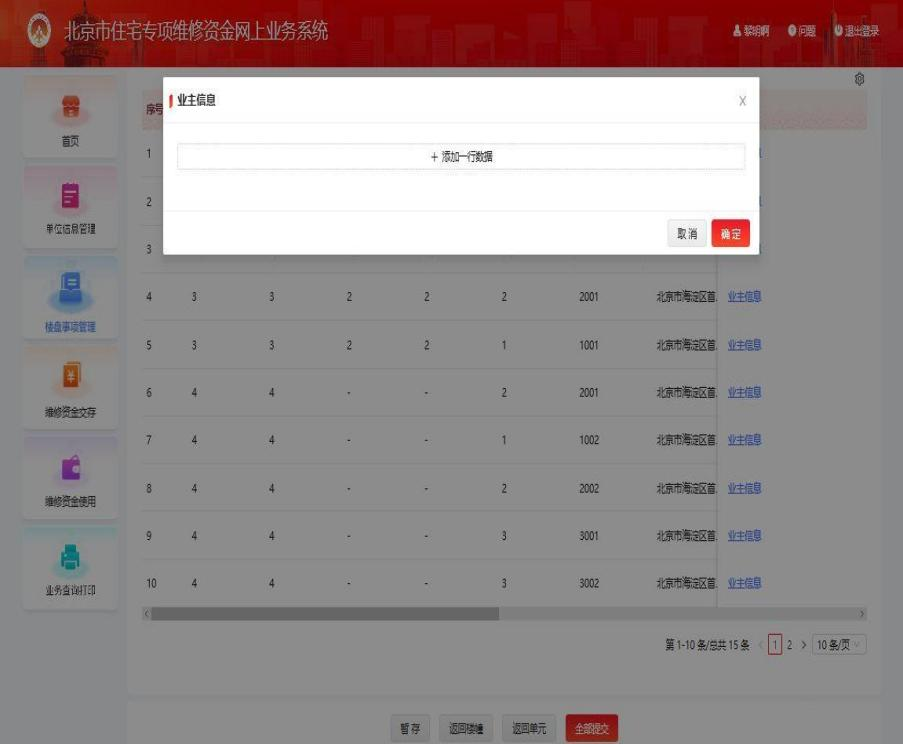 北京市住宅专项维修资金网上业务系统
黎明啊 问题 退出登录
首页
单位信息管理
楼盘事项管理
维修资金交存
维修资金使用
业务查询打印
业主信息 X
+ 添加一行数据
取消 确定
序号
1
2
3
4 3 3 2 2 2 2001 北京市海淀区首. 业主信息
5 3 3 2 2 1 1001 北京市海淀区首. 业主信息
6 4 4 - - 2 2001 北京市海淀区首. 业主信息
7 4 4 - - 1 1002 北京市海淀区首. 业主信息
8 4 4 - - 2 2002 北京市海淀区首. 业主信息
9 4 4 - - 3 3001 北京市海淀区首. 业主信息
10 4 4 - - 3 3002 北京市海淀区首. 业主信息
第 1-10 条/总共 15 条 < 1 2 > 10 条/页
暂存 返回楼幢 返回单元 全部提交